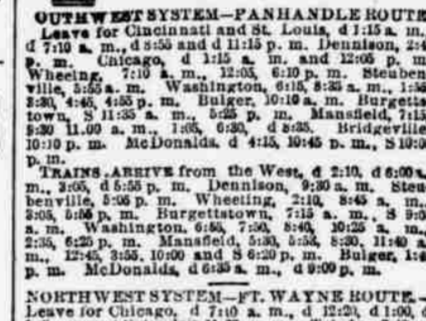 OUTHWEST SYSTEM—PANHANDLE ROUTE
Leave for Cincinnati and St. Louis, d 1:15 a. m.,
d 7:10 a. m., d 8:55 and d 11:15 p. m. Dennison, 2:4
p. m. Chicago, d 1:15 a. m. and 12:05 p. m.
Wheeling, 7:10 a. m., 12:05, 6:10 p. m. Steuben
ville, 5:55 a. m. Washington, 6:15, 8:35 a. m., 1:55
3:30, 4:45, 4:55 p. m. Bulger, 10:10 a. m. Burgetts
town, S 11:35 a. m., 5:25 p. m. Mansfield, 7:15
9:30 11.00 a. m., 1:05, 6:30, d 8:35. Bridgeville
10:10 p. m. McDonalds, d 4:15, 10:45 p. m., S 10:0
p. m.
TRAINS ARRIVE from the West, d 2:10, d 6:00 a
m., 3:05, d 5:55 p. m. Dennison, 9:30 a. m. Steu
benville, 5:05 p. m. Wheeling, 2:10, 8:45 a. m.,
3:05, 5:55 p. m. Burgettstown, 7:15 a. m., S 9:0
a. m. Washington, 6:55, 7:50, 8:40, 10:25 a. m.,
2:35, 6:25 p. m. Mansfield, 5:30, 5:53, 8:30, 11:40 a
m., 12:45, 3:55, 10:00 and S 6:20 p. m. Bulger, 1:4
p. m. McDonalds, d 6:35 a. m., d 9:00 p. m.
NORTHWEST SYSTEM—FT. WAYNE ROUTE.—
Leave for Chicago, d 7:10 a. m., d 12:20, d 1:00, d